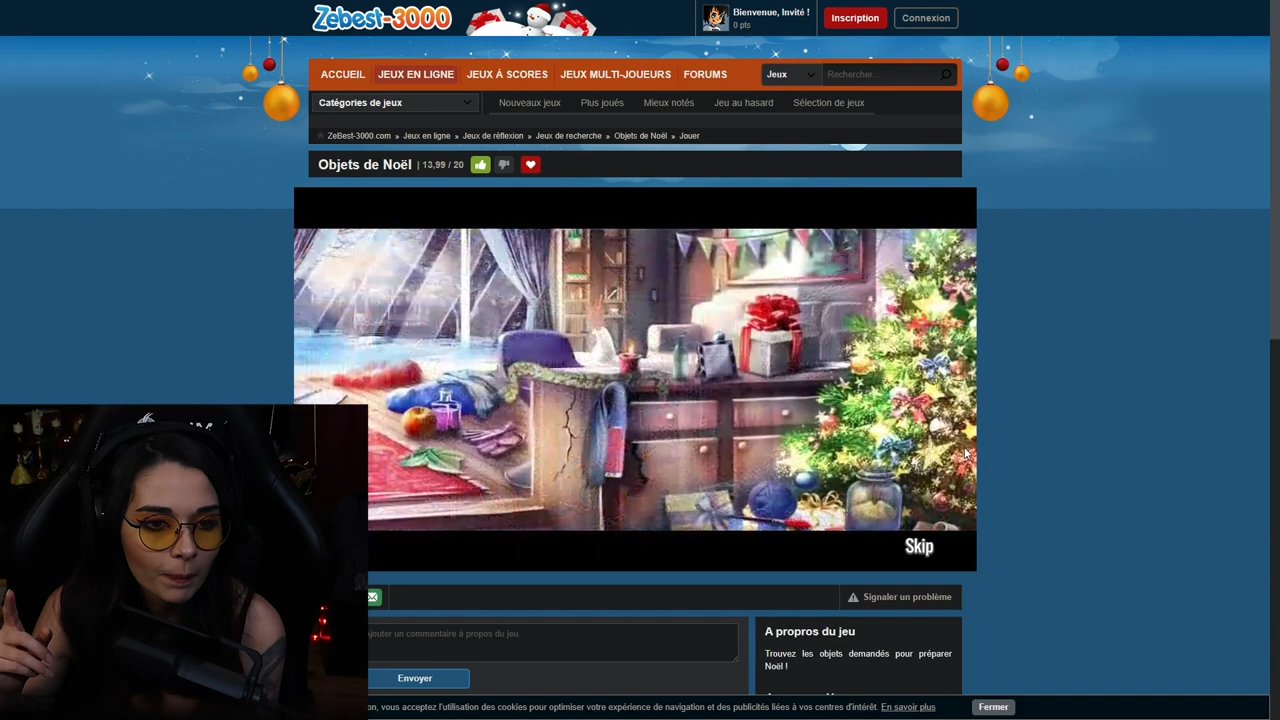 Zebest-3000
Bienvenue, Invité !
0 pts
Inscription
Connexion
ACCUEIL
JEUX EN LIGNE
JEUX À SCORES
JEUX MULTI-JOUEURS
FORUMS
Jeux
Rechercher...
Catégories de jeux
Nouveaux jeux
Plus joués
Mieux notés
Jeu au hasard
Sélection de jeux
ZeBest-3000.com » Jeux en ligne » Jeux de réflexion » Jeux de recherche » Objets de Noël » Jouer
Objets de Noël | 13,99 / 20
Skip
Signaler un problème
Ajouter un commentaire à propos du jeu.
Envoyer
A propos du jeu
Trouvez les objets demandés pour préparer
Noël !
on, vous acceptez l'utilisation des cookies pour optimiser votre expérience de navigation et des publicités liées à vos centres d'intérêt. En savoir plus
Fermer